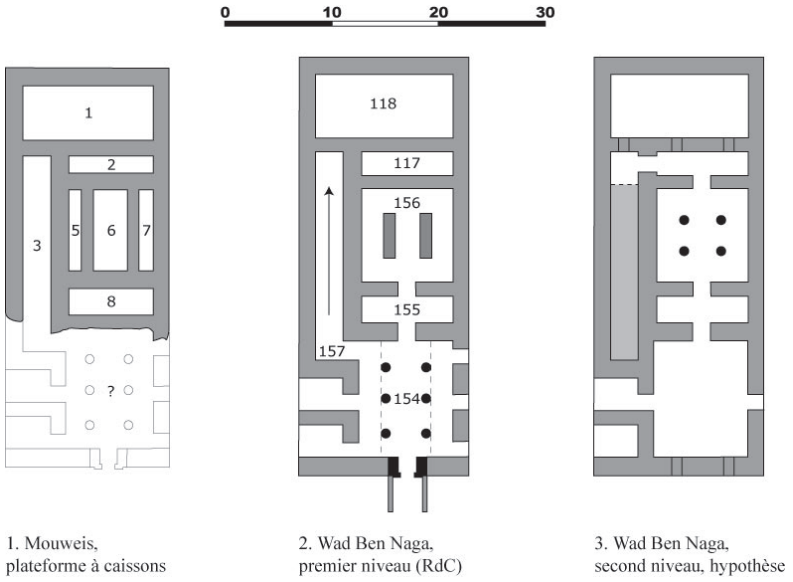 0 10 20 30
1
2
3
5 6 7
8
?
118
117
156
155
157
154
1. Mouweis,
plateforme à caissons
2. Wad Ben Naga,
premier niveau (RdC)
3. Wad Ben Naga,
second niveau, hypothèse